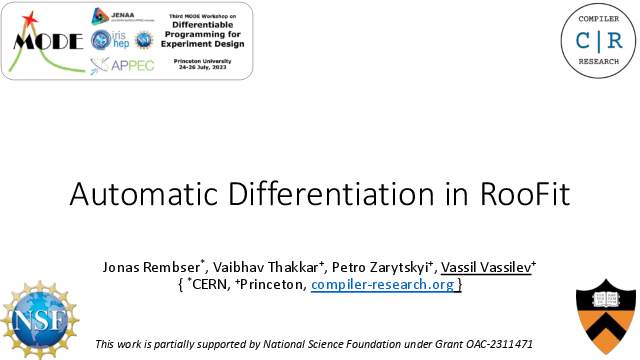 MODE
JENAA
iris
hep
NSF
APPEC
Third MODE Workshop on
Differentiable
Programming for
Experiment Design
Princeton University
24-26 July, 2023
COMPILER
C|R
RESEARCH
Automatic Differentiation in RooFit
Jonas Rembser*, Vaibhav Thakkar+, Petro Zarytskyi+, Vassil Vassilev+
{ *CERN, +Princeton, compiler-research.org }
NSF
This work is partially supported by National Science Foundation under Grant OAC-2311471